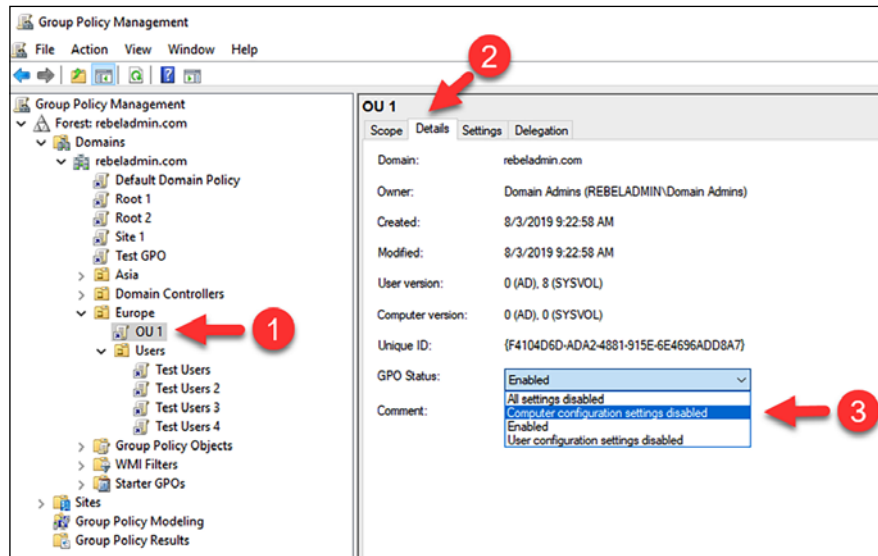 Group Policy Management
File Action View Window Help
Group Policy Management
Forest: rebeladmin.com
Domains
rebeladmin.com
Default Domain Policy
Root 1
Root 2
Site 1
Test GPO
Asia
Domain Controllers
Europe
OU 1
1
Users
Test Users
Test Users 2
Test Users 3
Test Users 4
Group Policy Objects
WMI Filters
Starter GPOs
Sites
Group Policy Modeling
Group Policy Results
2
OU 1
Scope Details Settings Delegation
Domain: rebeladmin.com
Owner: Domain Admins (REBELADMIN\Domain Admins)
Created: 8/3/2019 9:22:58 AM
Modified: 8/3/2019 9:22:58 AM
User version: 0 (AD), 8 (SYSVOL)
Computer version: 0 (AD), 0 (SYSVOL)
Unique ID: {F4104D6D-ADA2-4881-915E-6E4696ADD8A7}
GPO Status: Enabled
All settings disabled
Comment: Computer configuration settings disabled
3
Enabled
User configuration settings disabled